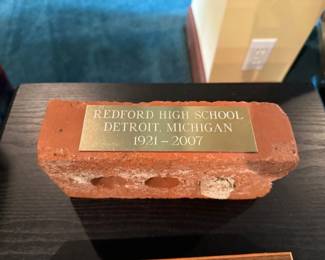 REDFORD HIGH SCHOOL
DETROIT, MICHIGAN
1921 – 2007